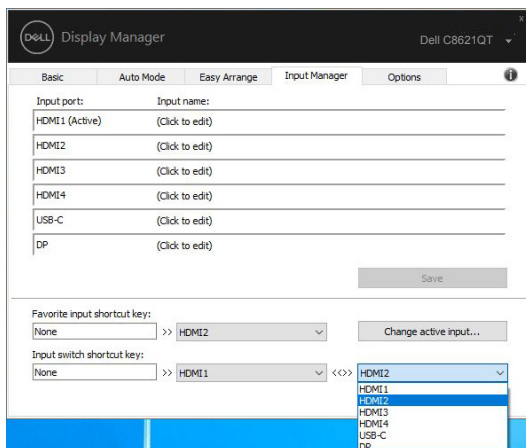 x
DELL Display Manager Dell C8621QT
Basic Auto Mode Easy Arrange Input Manager Options i
Input port: Input name:
HDMI1 (Active) (Click to edit)
HDMI2 (Click to edit)
HDMI3 (Click to edit)
HDMI4 (Click to edit)
USB-C (Click to edit)
DP (Click to edit)
Save
Favorite input shortcut key:
None >> HDMI2 Change active input...
Input switch shortcut key:
None >> HDMI1 <<>> HDMI2
HDMI1
HDMI2
HDMI3
HDMI4
USB-C
DP